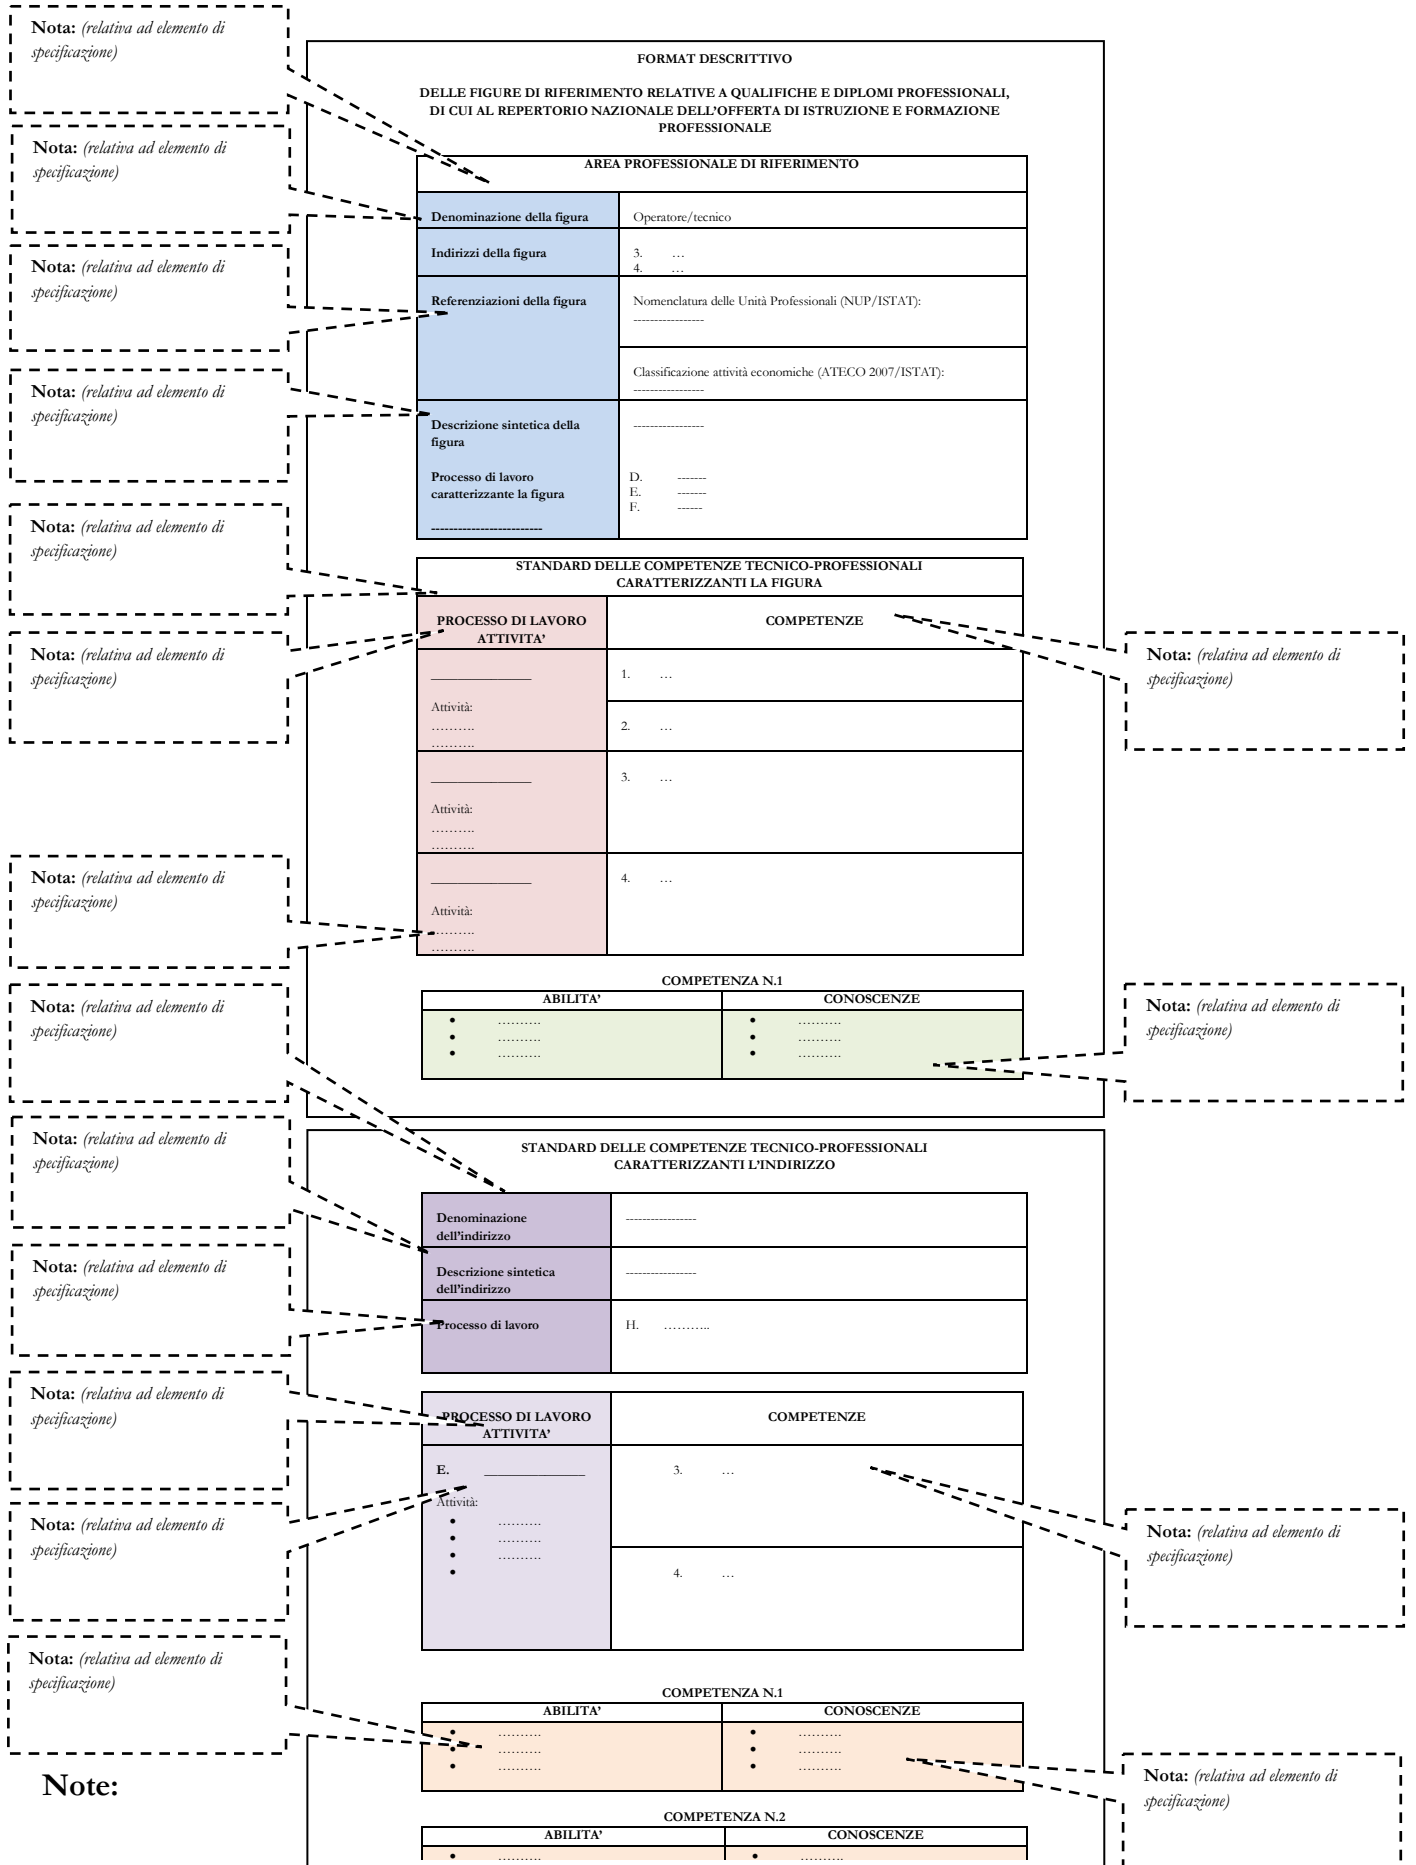 Nota: (relativa ad elemento di
specificazione)
FORMAT DESCRITTIVO
DELLE FIGURE DI RIFERIMENTO RELATIVE A QUALIFICHE E DIPLOMI PROFESSIONALI,
DI CUI AL REPERTORIO NAZIONALE DELL'OFFERTA DI ISTRUZIONE E FORMAZIONE
PROFESSIONALE
Nota: (relativa ad elemento di
specificazione)
AREA PROFESSIONALE DI RIFERIMENTO
Denominazione della figura
Operatore/tecnico
Nota: (relativa ad elemento di
specificazione)
Indirizzi della figura
3. …
4. …
Referenziazioni della figura
Nomenclatura delle Unità Professionali (NUP/ISTAT):
-----------------
Classificazione attività economiche (ATECO 2007/ISTAT):
-----------------
Nota: (relativa ad elemento di
specificazione)
Descrizione sintetica della
figura
-----------------
Processo di lavoro
caratterizzante la figura
-------------------------
D. -------
E. -------
F. ------
Nota: (relativa ad elemento di
specificazione)
STANDARD DELLE COMPETENZE TECNICO-PROFESSIONALI
CARATTERIZZANTI LA FIGURA
Nota: (relativa ad elemento di
specificazione)
PROCESSO DI LAVORO
ATTIVITA'
COMPETENZE
Nota: (relativa ad elemento di
specificazione)
_______________
Attività:
……….
……….
1. …
2. …
_______________
Attività:
……….
……….
3. …
Nota: (relativa ad elemento di
specificazione)
_______________
Attività:
……….
……….
4. …
COMPETENZA N.1
ABILITA' CONOSCENZE
• ………. • ……….
• ………. • ……….
• ………. • ……….
Nota: (relativa ad elemento di
specificazione)
Nota: (relativa ad elemento di
specificazione)
Nota: (relativa ad elemento di
specificazione)
STANDARD DELLE COMPETENZE TECNICO-PROFESSIONALI
CARATTERIZZANTI L'INDIRIZZO
Denominazione
dell'indirizzo
-----------------
Nota: (relativa ad elemento di
specificazione)
Descrizione sintetica
dell'indirizzo
-----------------
Processo di lavoro
H. ………..
Nota: (relativa ad elemento di
specificazione)
PROCESSO DI LAVORO
ATTIVITA'
COMPETENZE
E. _______________
Attività:
• ……….
• ……….
• ……….
•
3. …
4. …
Nota: (relativa ad elemento di
specificazione)
Nota: (relativa ad elemento di
specificazione)
Nota: (relativa ad elemento di
specificazione)
COMPETENZA N.1
ABILITA' CONOSCENZE
• ………. • ……….
• ………. • ……….
• ………. • ……….
Nota: (relativa ad elemento di
specificazione)
Note:
COMPETENZA N.2
ABILITA' CONOSCENZE
• ………. • ……….